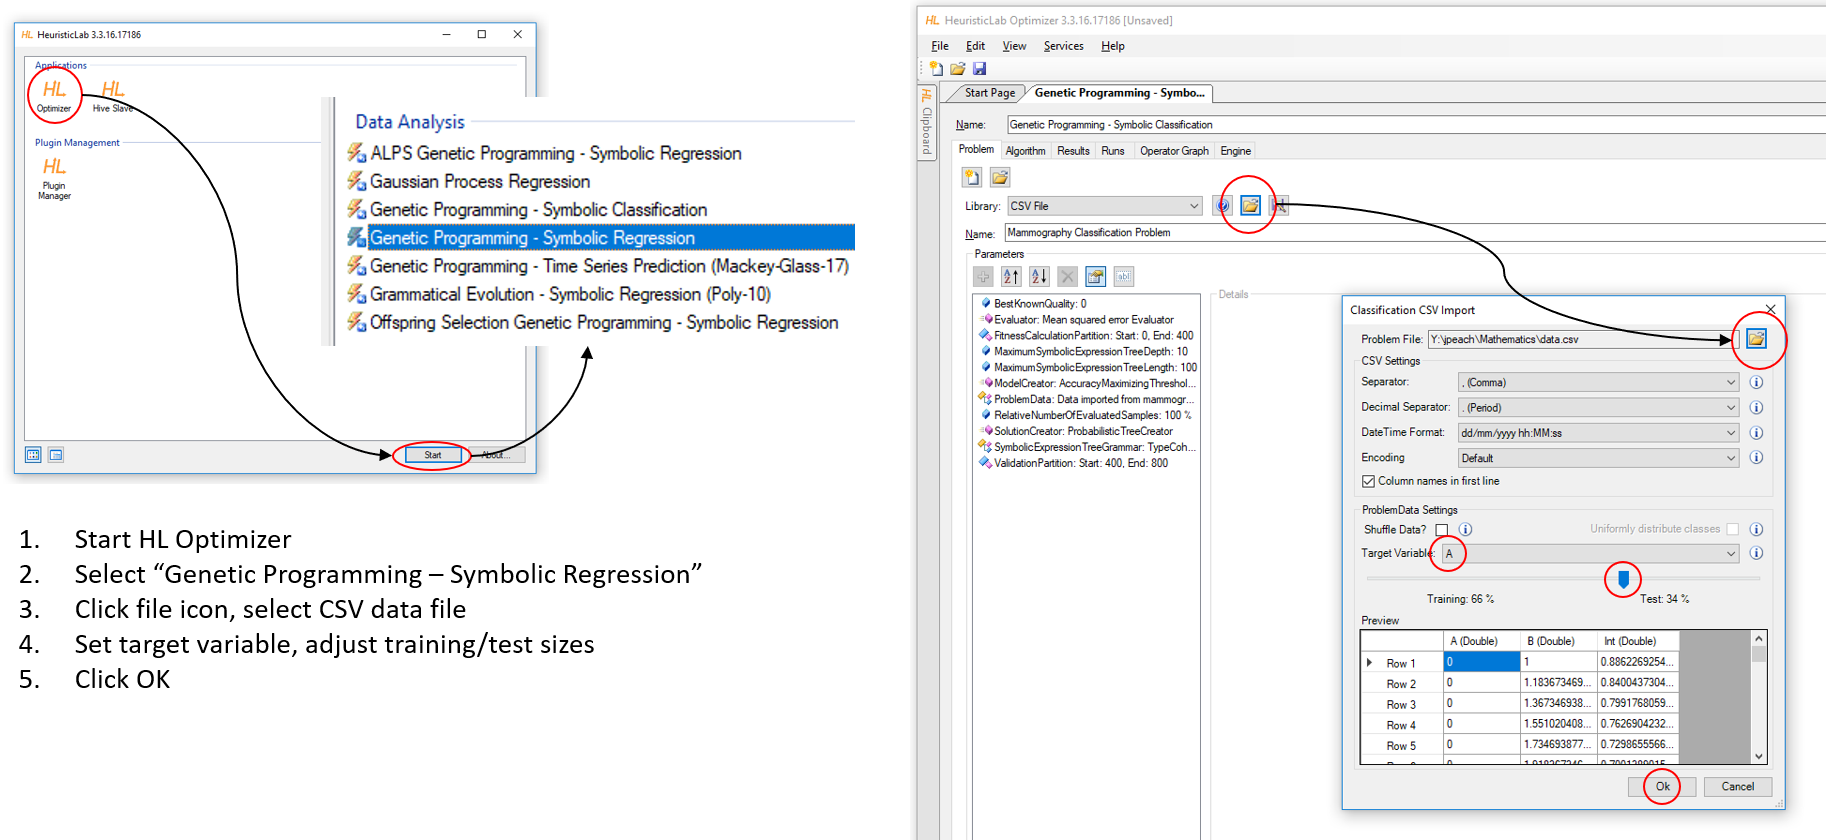 HL HeuristicLab 3.3.16.17186
Applications
HL HL
Optimizer Hive Slave
Plugin Management
HL
Plugin
Manager
Start About...
Data Analysis
ALPS Genetic Programming - Symbolic Regression
Gaussian Process Regression
Genetic Programming - Symbolic Classification
Genetic Programming - Symbolic Regression
Genetic Programming - Time Series Prediction (Mackey-Glass-17)
Grammatical Evolution - Symbolic Regression (Poly-10)
Offspring Selection Genetic Programming - Symbolic Regression
1. Start HL Optimizer
2. Select “Genetic Programming – Symbolic Regression”
3. Click file icon, select CSV data file
4. Set target variable, adjust training/test sizes
5. Click OK
HL HeuristicLab Optimizer 3.3.16.17186 [Unsaved]
File Edit View Services Help
HL Clipboard
Start Page Genetic Programming - Symbo...
Name: Genetic Programming - Symbolic Classification
Problem Algorithm Results Runs Operator Graph Engine
Library: CSV File
Name: Mammography Classification Problem
Parameters
Details
BestKnownQuality: 0
Evaluator: Mean squared error Evaluator
FitnessCalculationPartition: Start: 0, End: 400
MaximumSymbolicExpressionTreeDepth: 10
MaximumSymbolicExpressionTreeLength: 100
ModelCreator: AccuracyMaximizingThreshol...
ProblemData: Data imported from mammogr...
RelativeNumberOfEvaluatedSamples: 100 %
SolutionCreator: ProbabilisticTreeCreator
SymbolicExpressionTreeGrammar: TypeCoh...
ValidationPartition: Start: 400, End: 800
Classification CSV Import
Problem File: Y:\jpeach\Mathematics\data.csv
CSV Settings
Separator: , (Comma)
Decimal Separator: . (Period)
DateTime Format: dd/mm/yyyy hh:MM:ss
Encoding Default
Column names in first line
ProblemData Settings
Shuffle Data? Uniformly distribute classes
Target Variable: A
Training: 66 % Test: 34 %
Preview
A (Double) B (Double) Int (Double)
Row 1 0 1 0.8862269254...
Row 2 0 1.183673469... 0.8400437304...
Row 3 0 1.367346938... 0.7991768059...
Row 4 0 1.551020408... 0.7626904232...
Row 5 0 1.734693877... 0.7298655566...
Ok Cancel